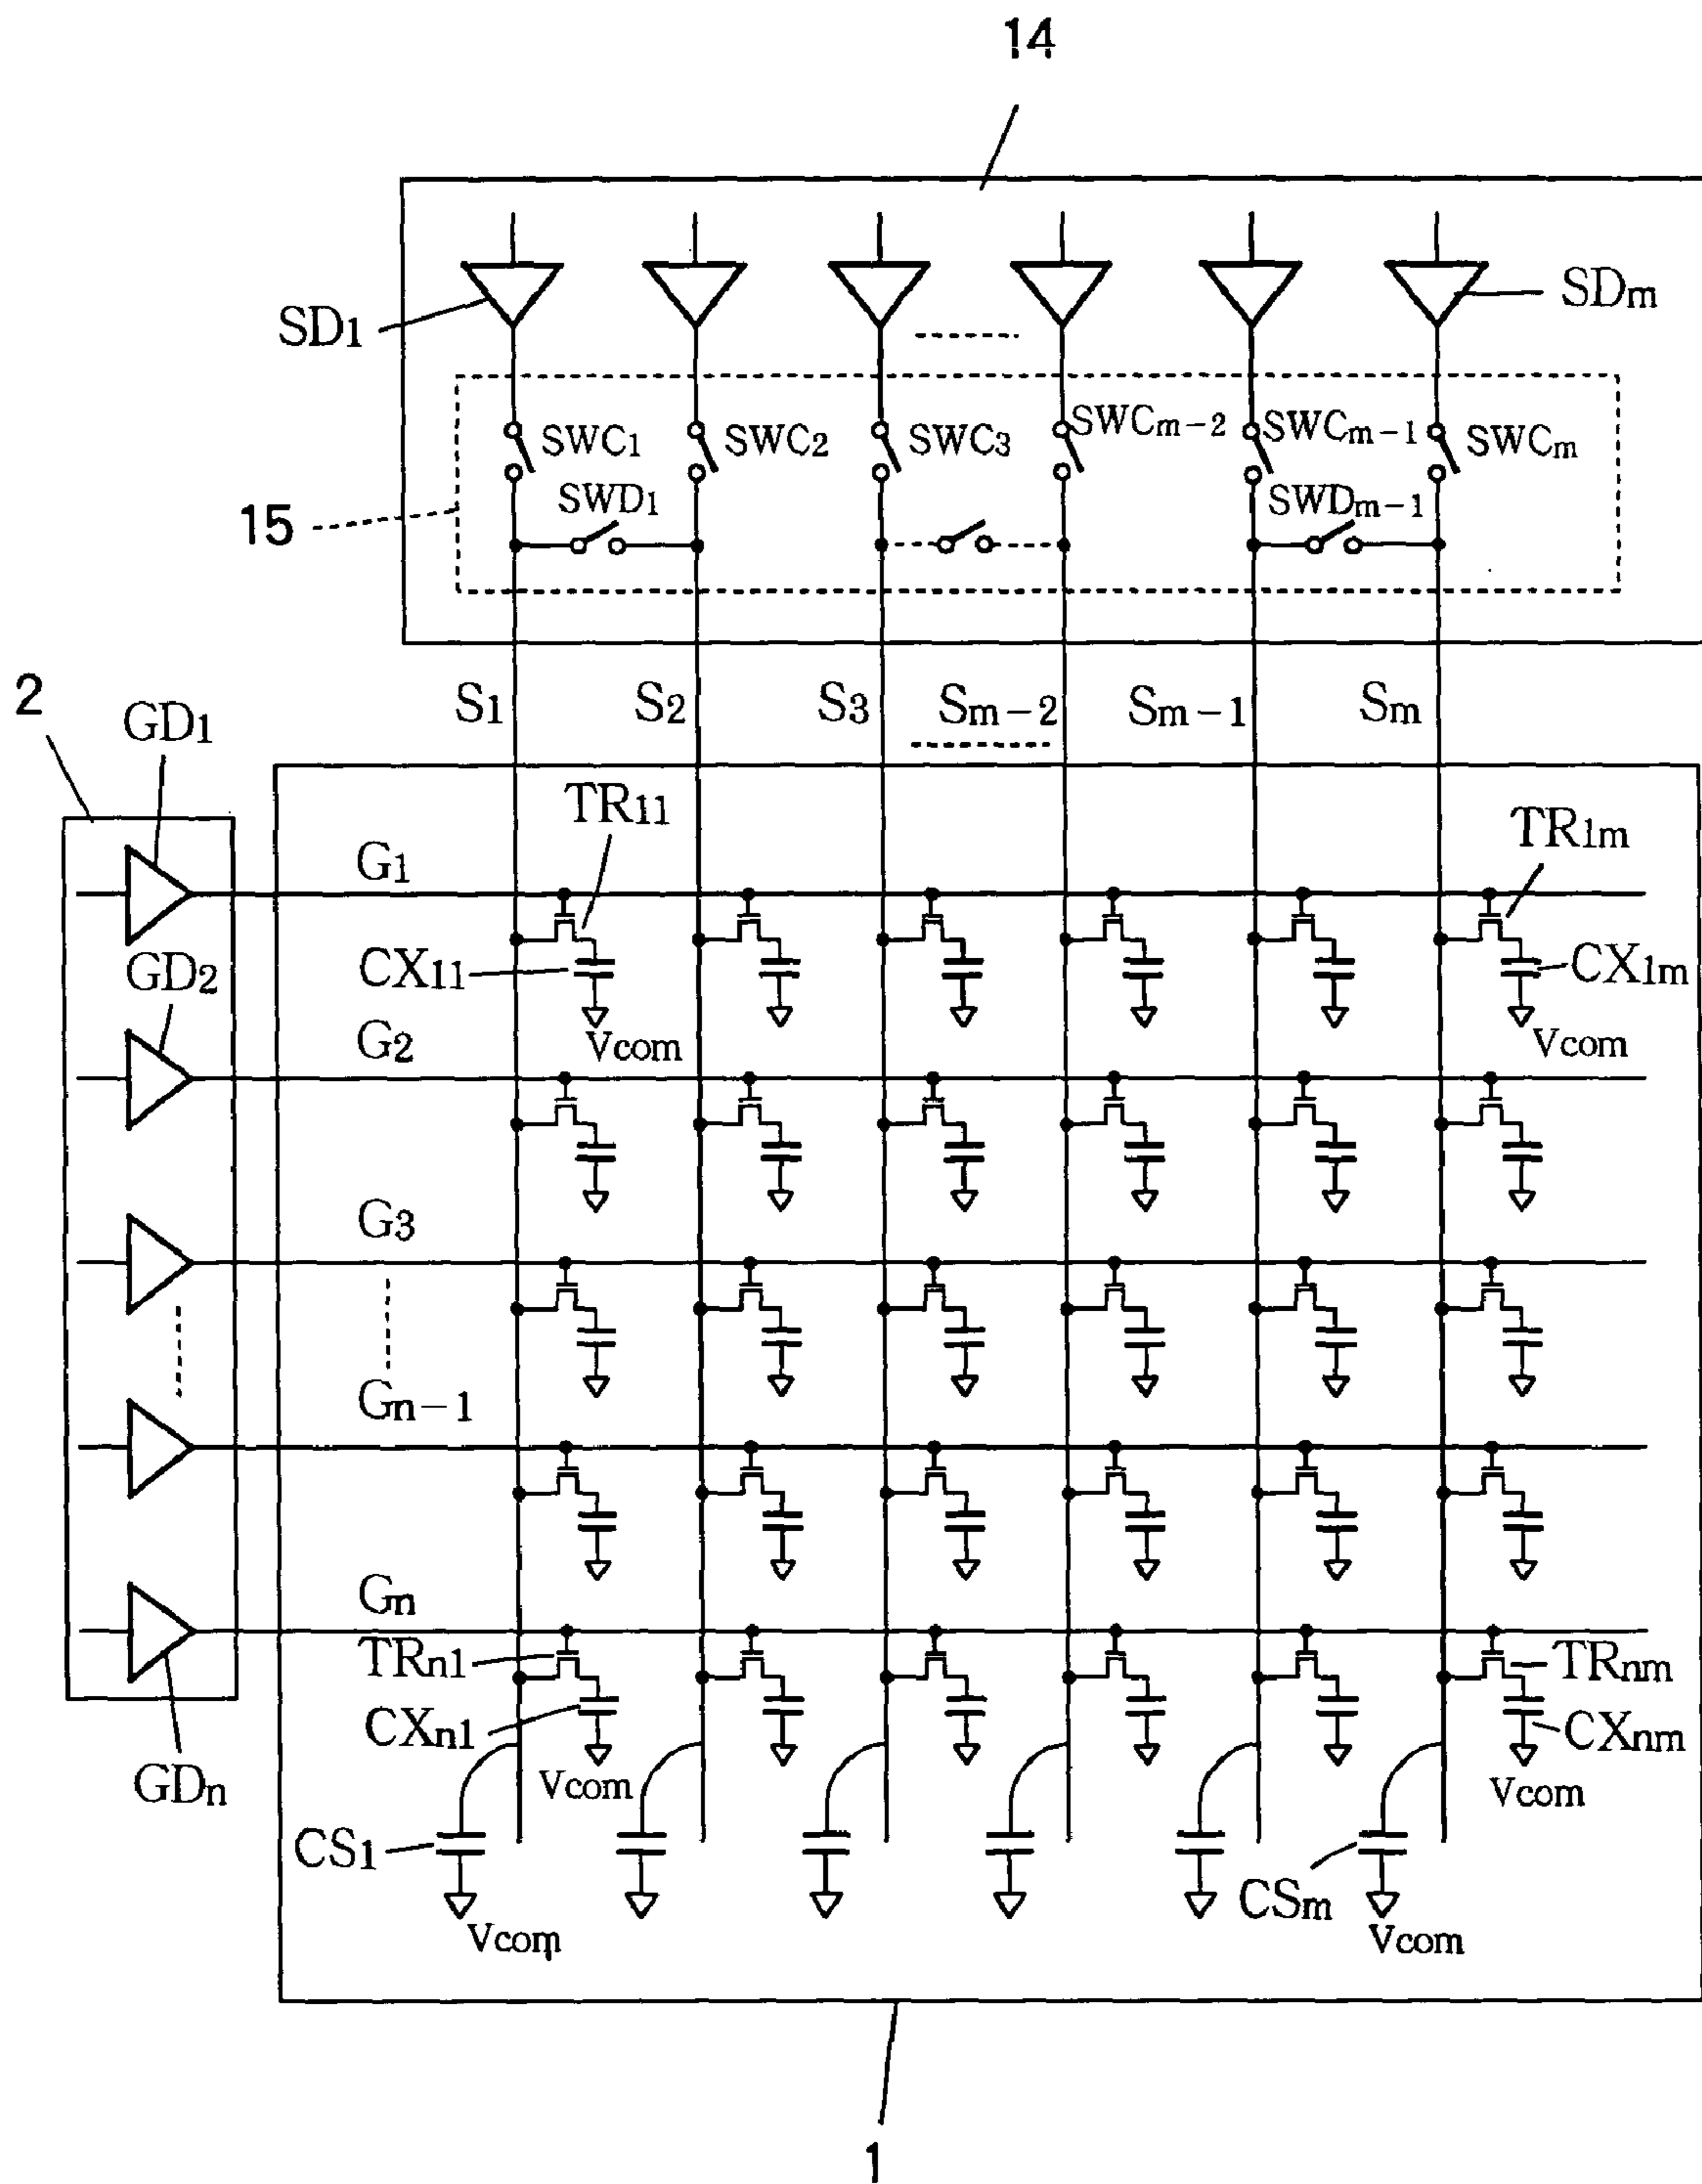 14
SD1
SDm
SWC1 SWC2 SWC3 SWCm-2 SWCm-1 SWCm
SWD1 SWDm-1
15
2
S1 S2 S3 Sm-2 Sm-1 Sm
GD1
TR11
TR1m
G1
CX11
CX1m
GD2
Vcom
Vcom
G2
G3
Gn-1
Gn
TRn1
TRnm
CXn1
CXnm
GDn
Vcom
Vcom
CS1
CSm
Vcom
Vcom
1